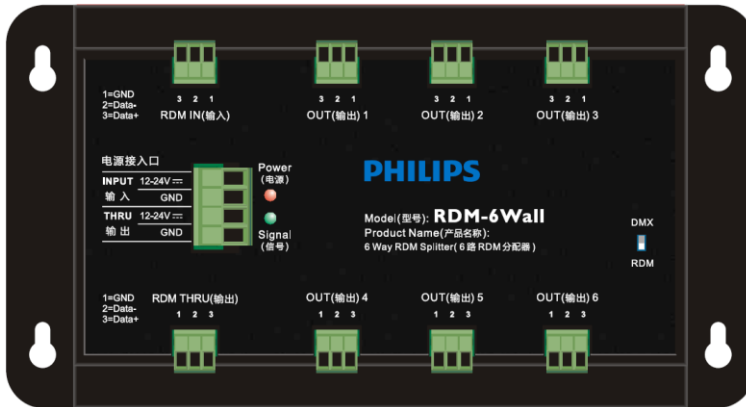 3 2 1
3 2 1
3 2 1
3 2 1
1=GND
2=Data-
3=Data+
RDM IN(输入)
OUT(输出) 1
OUT(输出) 2
OUT(输出) 3
电源接入口
INPUT 12-24V ⎓
输 入 GND
THRU 12-24V ⎓
输 出 GND
Power
(电源)
Signal
(信号)
PHILIPS
Model(型号): RDM-6Wall
Product Name(产品名称):
6 Way RDM Splitter( 6 路 RDM 分配器 )
DMX
RDM
1=GND
2=Data-
3=Data+
RDM THRU(输出)
OUT(输出) 4
OUT(输出) 5
OUT(输出) 6
1 2 3
1 2 3
1 2 3
1 2 3